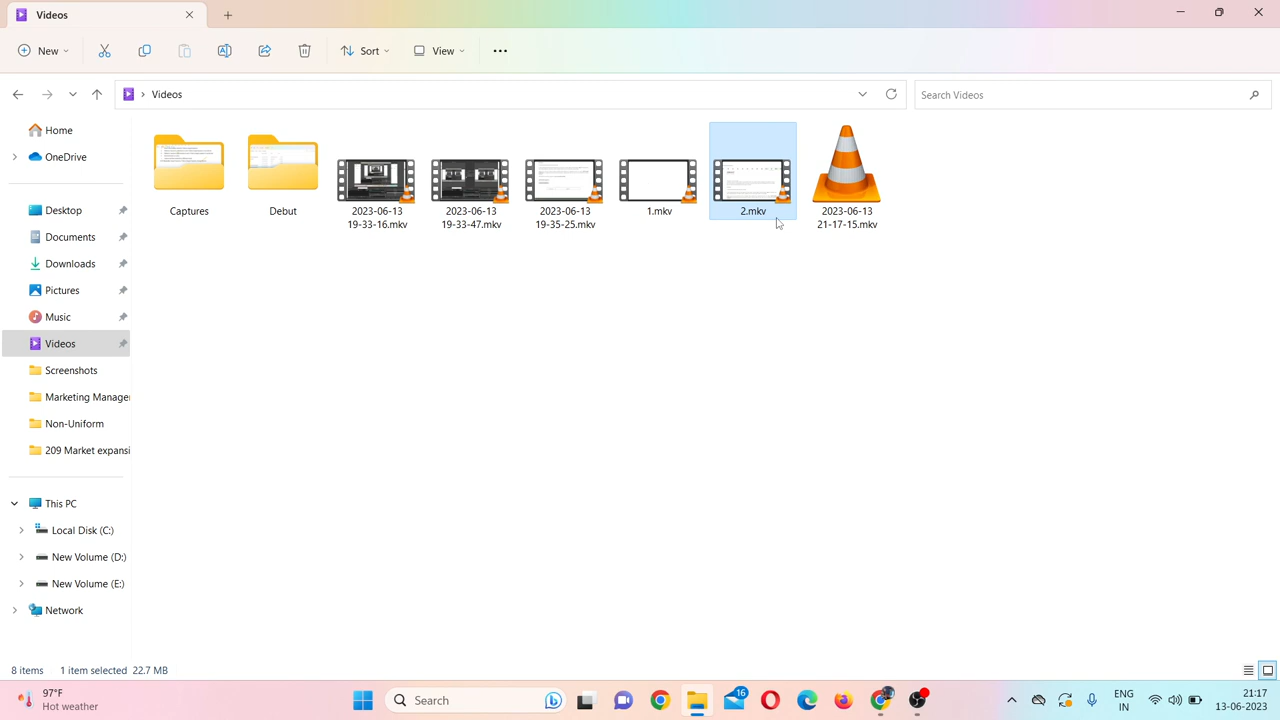 Videos
New
Sort
View
Videos
Search Videos
Home
OneDrive
Desktop
Documents
Downloads
Pictures
Music
Videos
Screenshots
Marketing Manager
Non-Uniform
209 Market expansi
This PC
Local Disk (C:)
New Volume (D:)
New Volume (E:)
Network
Captures
Debut
2023-06-13
19-33-16.mkv
2023-06-13
19-33-47.mkv
2023-06-13
19-35-25.mkv
1.mkv
2.mkv
2023-06-13
21-17-15.mkv
8 items
1 item selected 22.7 MB
97°F
Hot weather
Search
16
ENG
IN
21:17
13-06-2023